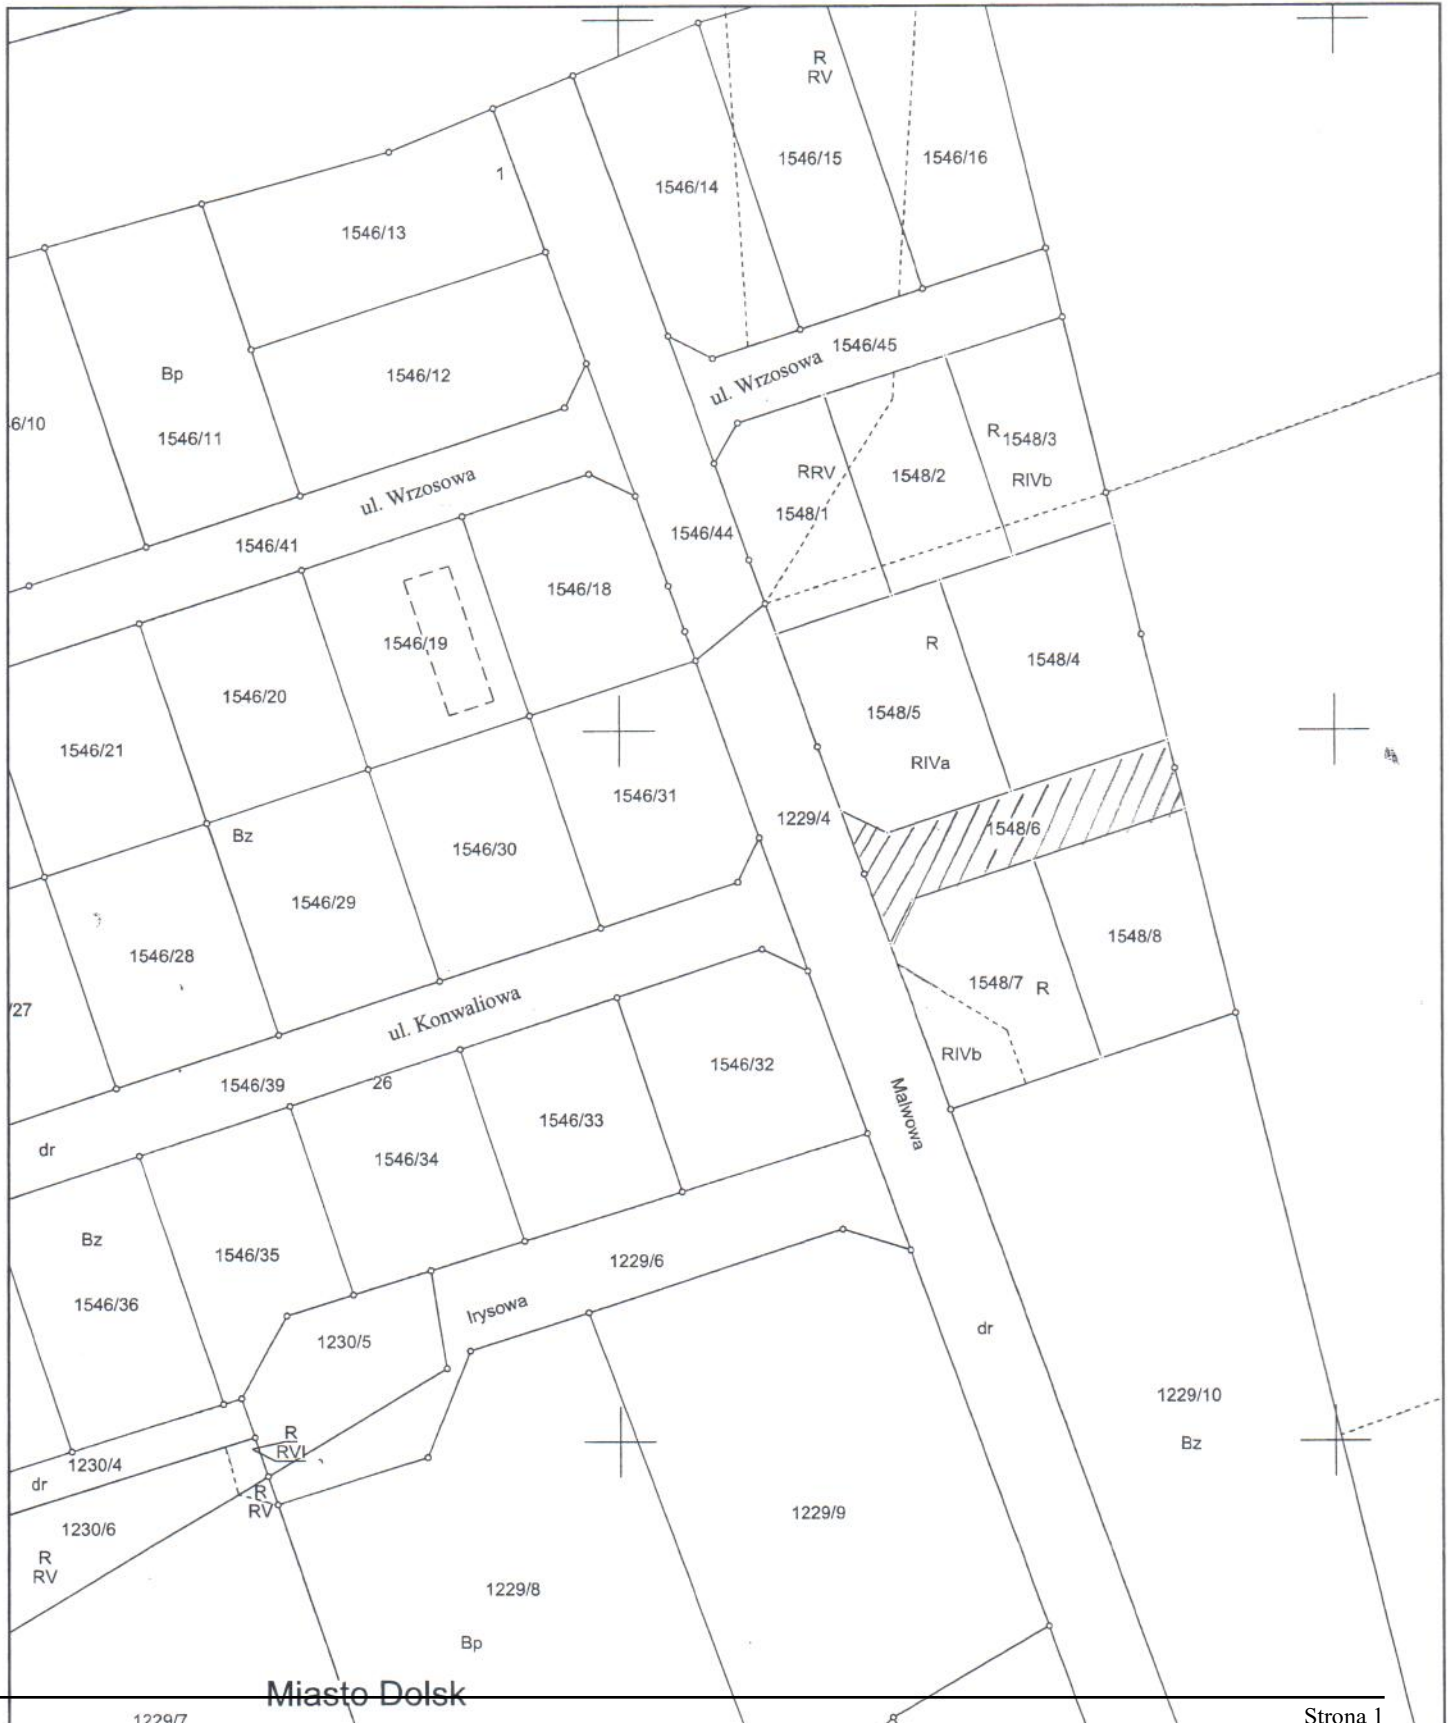 R
RV
1546/15
1546/16
1
1546/14
1546/13
1546/45
ul. Wrzosowa
Bp
1546/12
6/10
1546/11
R
1548/3
RRV
1548/2
RIVb
ul. Wrzosowa
1548/1
1546/44
1546/41
1546/18
1546/19
R
1548/4
1546/20
1548/5
1546/21
RIVa
1546/31
1229/4
1548/6
Bz
1546/30
1546/29
1548/8
1546/28
1548/7
R
/27
ul. Konwaliowa
RIVb
1546/32
1546/39
26
Malwowa
1546/33
dr
1546/34
Bz
1546/35
1229/6
1546/36
Irysowa
dr
1230/5
1229/10
R
RVI
Bz
1230/4
dr
R
RV
1229/9
1230/6
R
RV
1229/8
Bp
Miasto Dolsk
1229/7
Strona 1